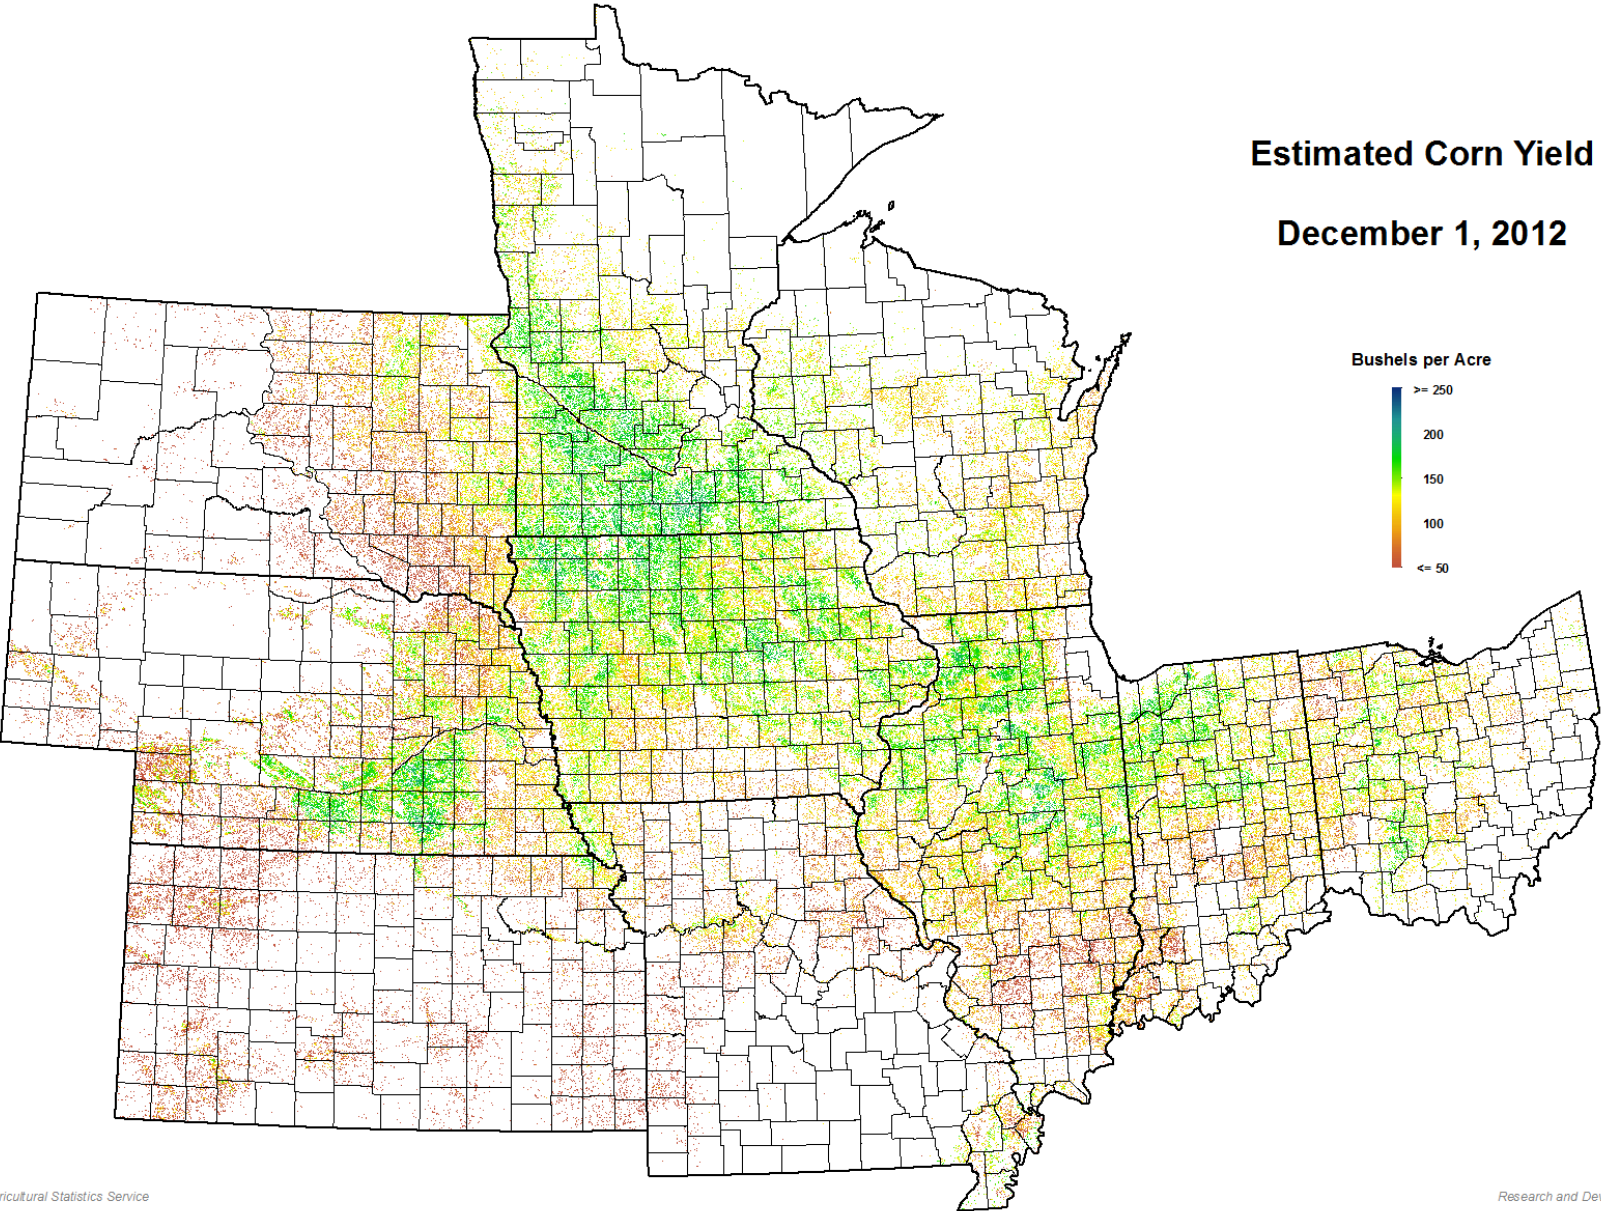 Estimated Corn Yield
December 1, 2012
Bushels per Acre
>= 250
200
150
100
<= 50
ricultural Statistics Service
Research and Dev